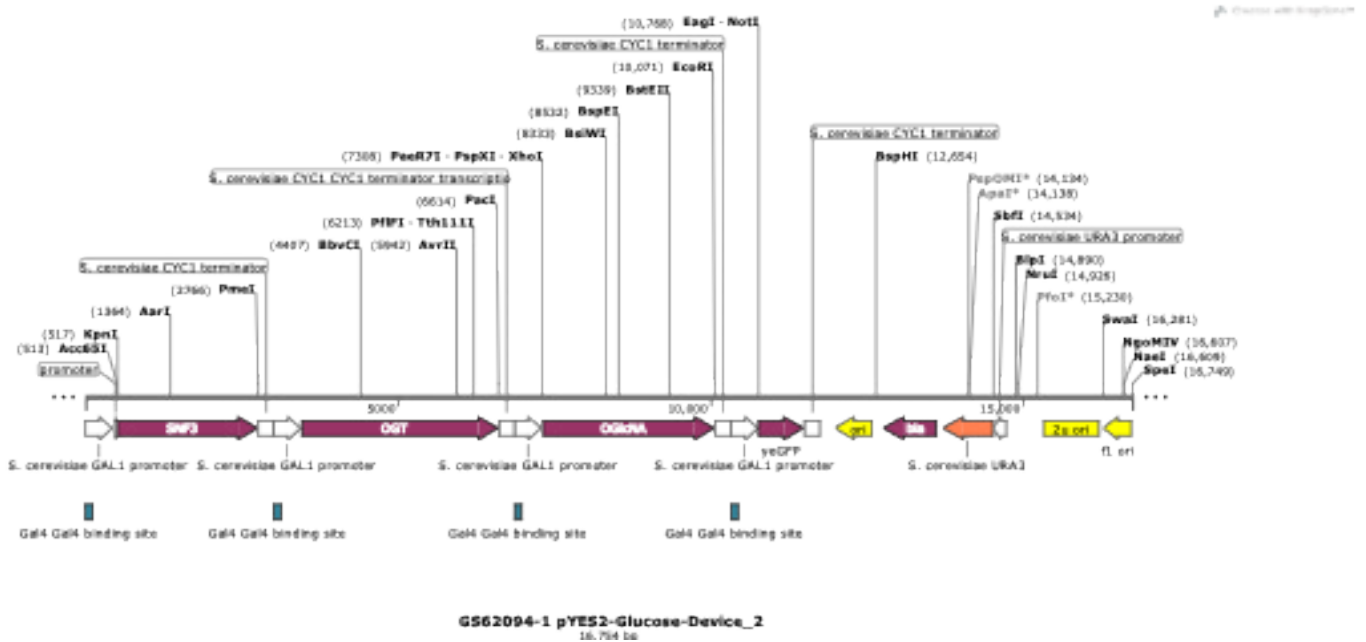 (10,768) EagI - NotI
S. cerevisiae CYC1 terminator
(10,071) EcoRI
(9339) BstEII
(8532) BspEI
(8333) BsiWI
S. cerevisiae CYC1 terminator
(7308) PaeR7I - PspXI - XhoI
BspHI (12,654)
S. cerevisiae CYC1 CYC1 terminator transcriptio
PspOMI* (14,134)
ApaI* (14,138)
(6614) PacI
SbfI (14,534)
(6213) PflFI - Tth111I
S. cerevisiae URA3 promoter
(4407) BbvCI (5942) AvrII
BlpI (14,890)
S. cerevisiae CYC1 terminator
NruI (14,926)
(2766) PmeI
PfoI* (15,230)
(1364) AarI
SwaI (16,281)
(517) KpnI
NgoMIV (16,607)
(513) Acc65I
NaeI (16,609)
promoter
SpeI (16,749)
5000 10,000 15,000
SNF3 OGT OGlcNA ori bla 2μ ori
yeGFP f1 ori
S. cerevisiae GAL1 promoter S. cerevisiae GAL1 promoter S. cerevisiae GAL1 promoter S. cerevisiae GAL1 promoter S. cerevisiae URA3
Gal4 Gal4 binding site Gal4 Gal4 binding site Gal4 Gal4 binding site Gal4 Gal4 binding site
GS62094-1 pYES2-Glucose-Device_2
16,754 bp